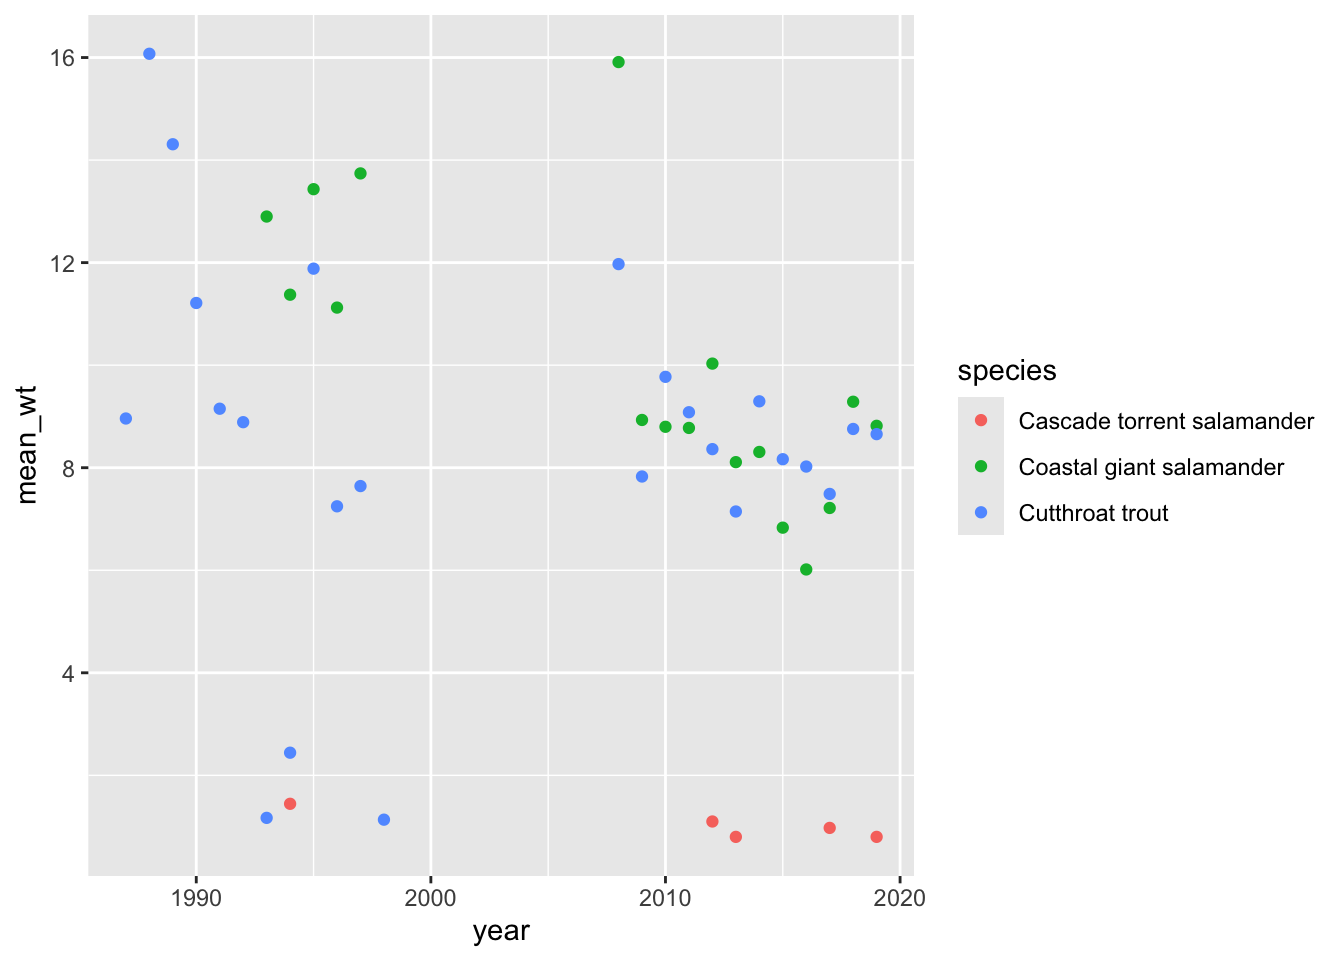 16
12
8
4
mean_wt
1990
2000
2010
2020
year
species
Cascade torrent salamander
Coastal giant salamander
Cutthroat trout